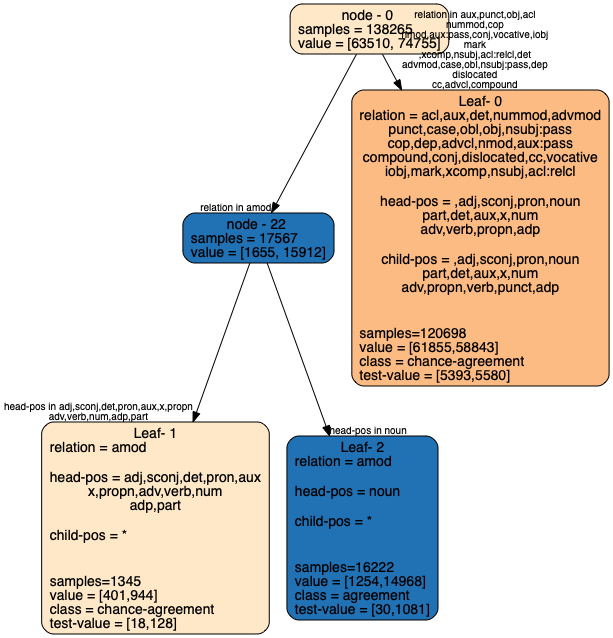 node - 0
samples = 138265
value = [63510, 74755]
relation in aux,punct,obj,acl
nummod,cop
nmod,aux:pass,conj,vocative,iobj
mark
,xcomp,nsubj,acl:relcl,det
advmod,case,obl,nsubj:pass,dep
dislocated
cc,advcl,compound
Leaf- 0
relation = acl,aux,det,nummod,advmod
punct,case,obl,obj,nsubj:pass
cop,dep,advcl,nmod,aux:pass
compound,conj,dislocated,cc,vocative
iobj,mark,xcomp,nsubj,acl:relcl
head-pos = ,adj,sconj,pron,noun
part,det,aux,x,num
adv,verb,propn,adp
child-pos = ,adj,sconj,pron,noun
part,det,aux,x,num
adv,propn,verb,punct,adp
samples=120698
value = [61855,58843]
class = chance-agreement
test-value = [5393,5580]
relation in amod
node - 22
samples = 17567
value = [1655, 15912]
head-pos in adj,sconj,det,pron,aux,x,propn
adv,verb,num,adp,part
Leaf- 1
relation = amod
head-pos = adj,sconj,det,pron,aux
x,propn,adv,verb,num
adp,part
child-pos = *
samples=1345
value = [401,944]
class = chance-agreement
test-value = [18,128]
head-pos in noun
Leaf- 2
relation = amod
head-pos = noun
child-pos = *
samples=16222
value = [1254,14968]
class = agreement
test-value = [30,1081]